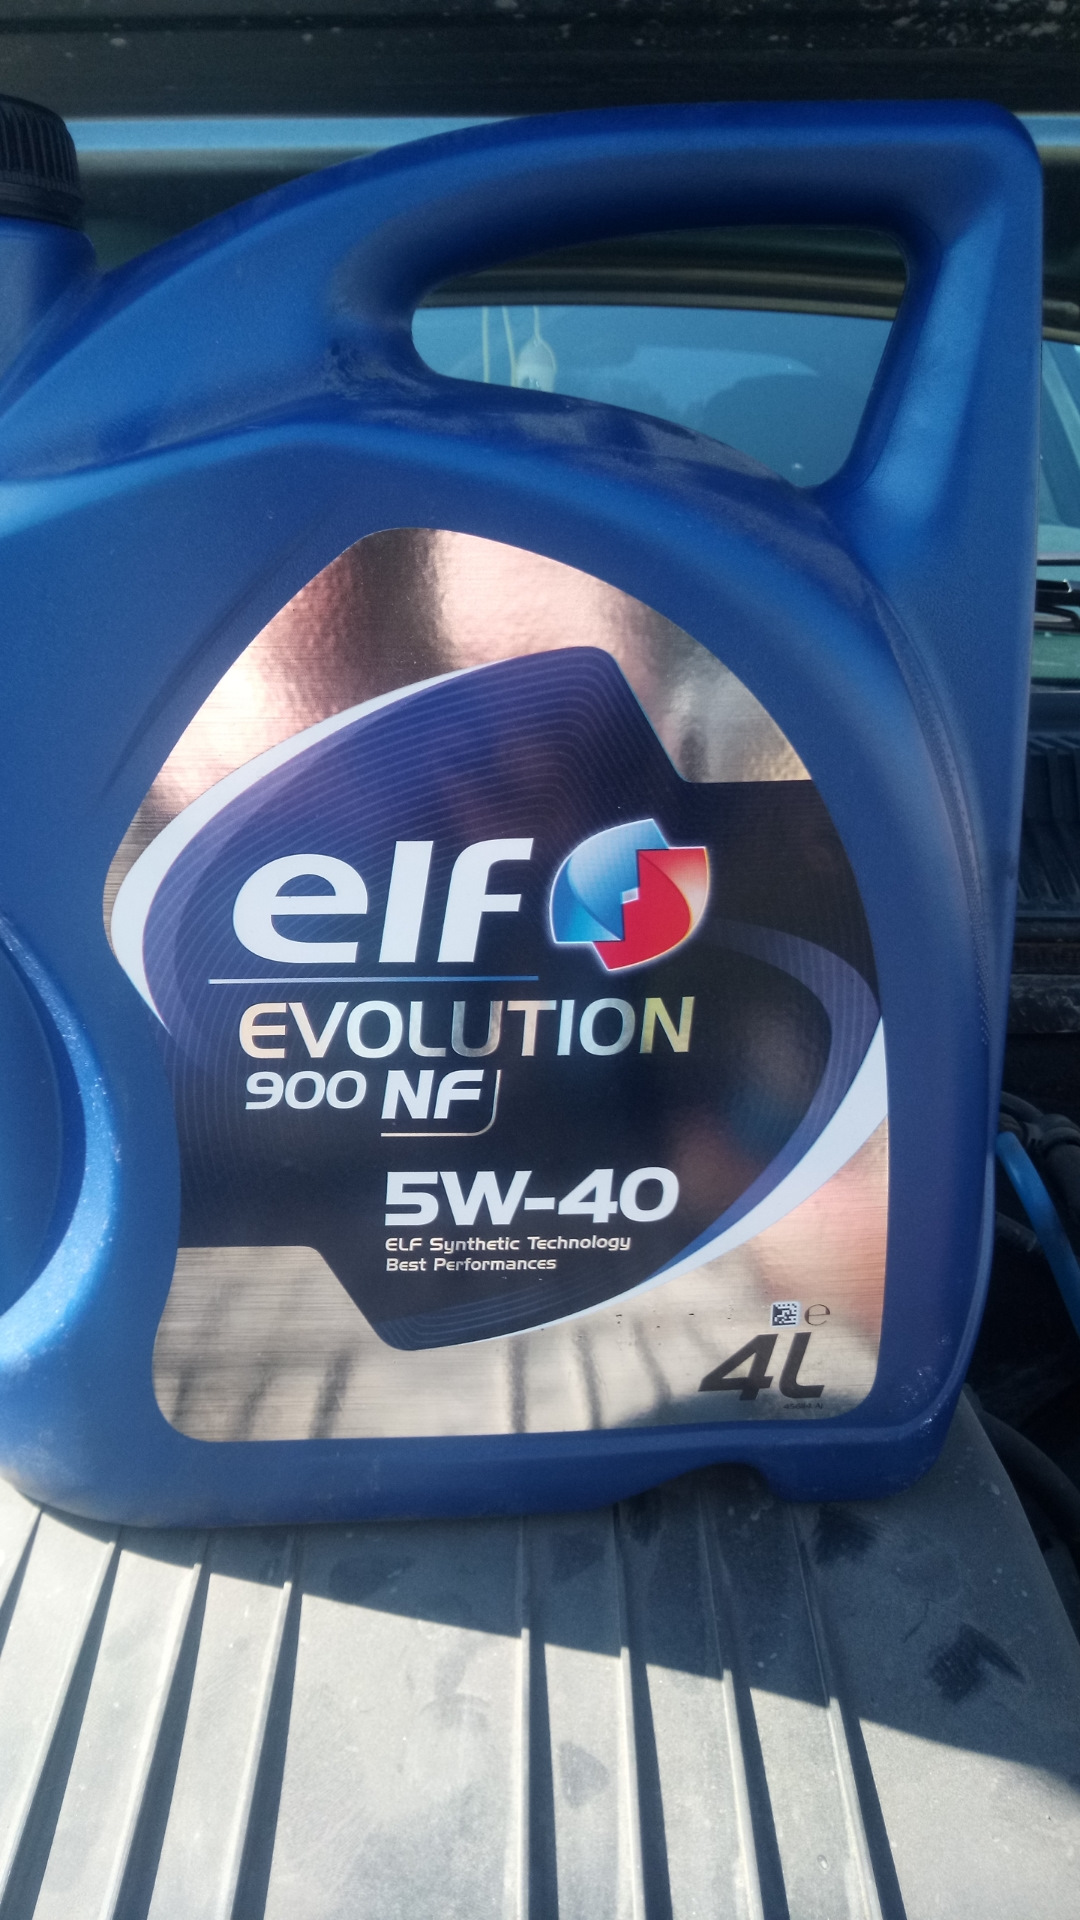 elf
EVOLUTION
900 NF
5W-40
ELF Synthetic Technology
Best Performances
e
4L